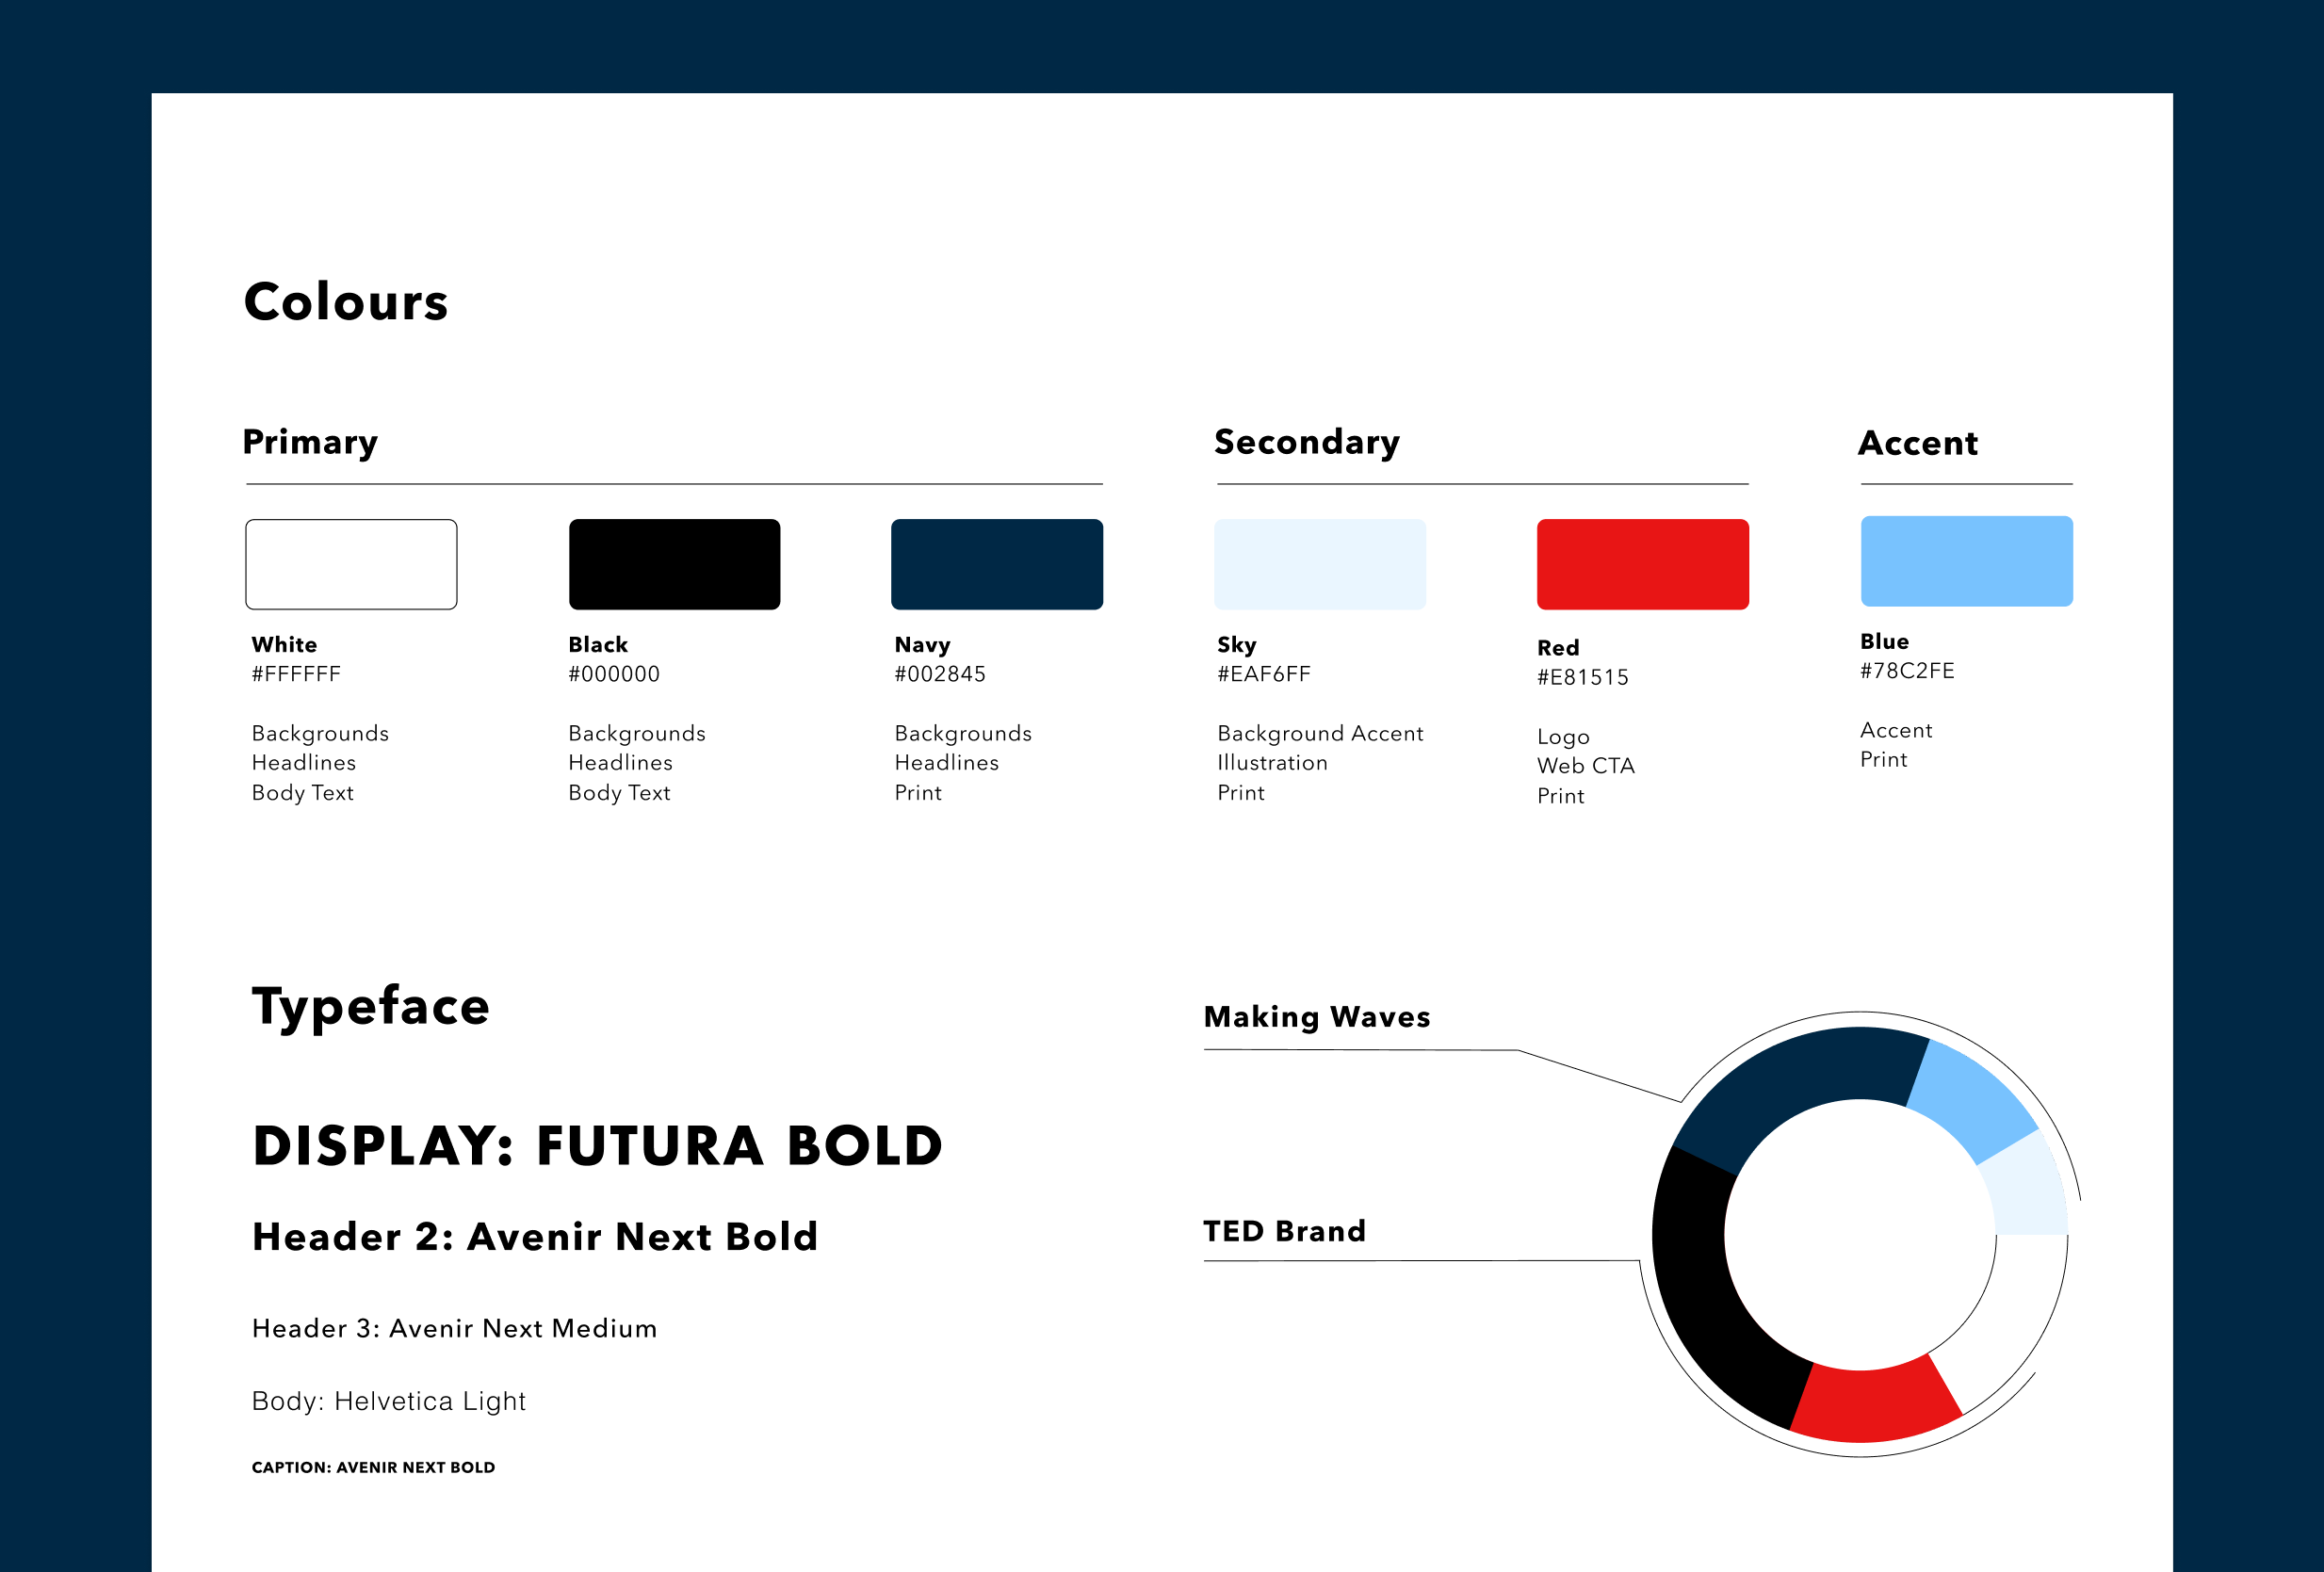 Colours
Primary
Secondary
Accent
White
#FFFFFF
Backgrounds
Headlines
Body Text
Black
#000000
Backgrounds
Headlines
Body Text
Navy
#002845
Backgrounds
Headlines
Print
Sky
#EAF6FF
Background Accent
Illustration
Print
Red
#E81515
Logo
Web CTA
Print
Blue
#78C2FE
Accent
Print
Typeface
DISPLAY: FUTURA BOLD
Header 2: Avenir Next Bold
Header 3: Avenir Next Medium
Body: Helvetica Light
CAPTION: AVENIR NEXT BOLD
Making Waves
TED Brand